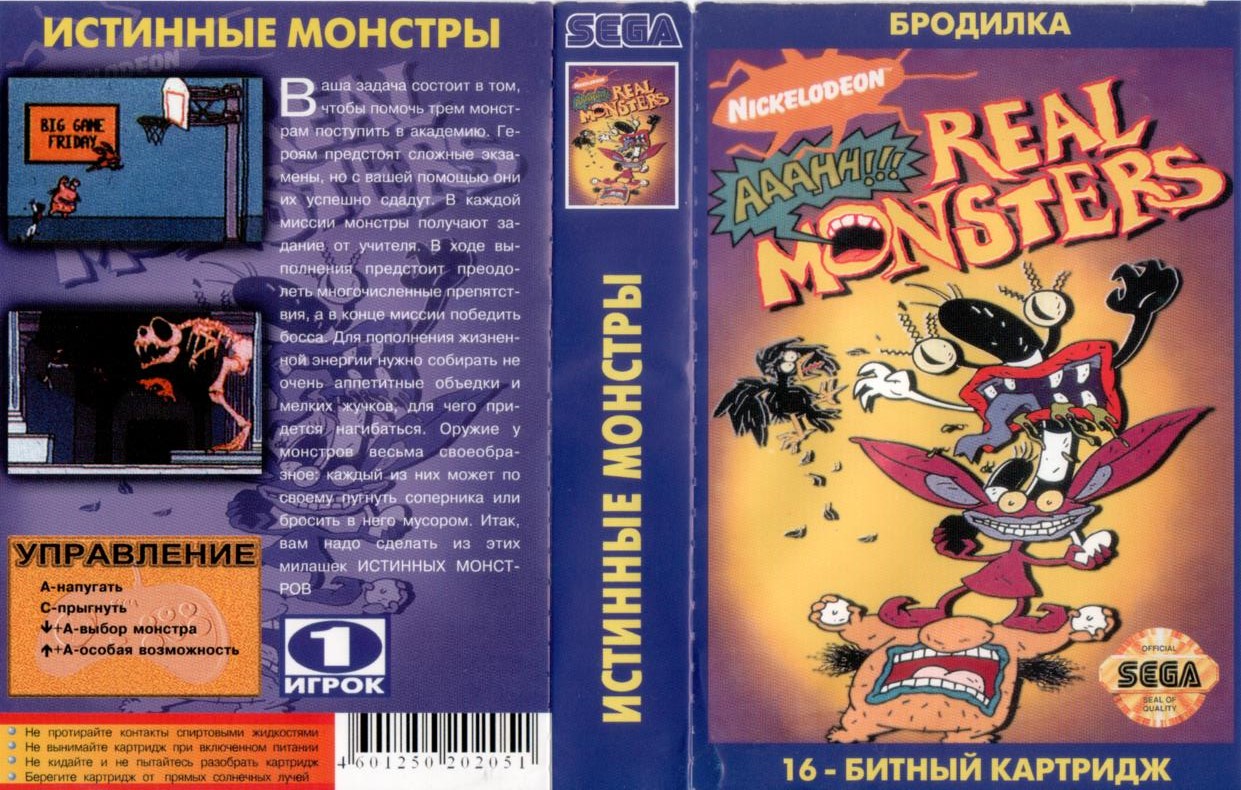 ИСТИННЫЕ МОНСТРЫ
BIG GAME
FRIDAY
Ваша задача состоит в том,
чтобы помочь трем монст-
рам поступить в академию. Ге-
роям предстоят сложные экза-
мены, но с вашей помощью они
их успешно сдадут. В каждой
миссии монстры получают за-
дание от учителя. В ходе вы-
полнения предстоит преодо-
леть многочисленные препятст-
вия, а в конце миссии победить
босса. Для пополнения жизнен-
ной энергии нужно собирать не
очень аппетитные объедки и
мелких жучков, для чего при-
дется нагибаться. Оружие у
монстров весьма своеобра-
зное: каждый из них может по
своему пугнуть соперника или
бросить в него мусором. Итак,
вам надо сделать из этих
милашек ИСТИННЫХ МОНСТ-
РОВ
УПРАВЛЕНИЕ
А-напугать
С-прыгнуть
↓+А-выбор монстра
↑+А-особая возможность
1
ИГРОК
Не протирайте контакты спиртовыми жидкостями
Не вынимайте картридж при включенном питании
Не кидайте и не пытайтесь разобрать картридж
Берегите картридж от прямых солнечных лучей
4 601250 202051
SEGA
NICKELODEON
AAAHH!!!
REAL
MONSTERS
ИСТИННЫЕ МОНСТРЫ
БРОДИЛКА
NICKELODEON™
AAAHH!!!
REAL
MONSTERS
OFFICIAL
SEGA
SEAL OF
QUALITY
16 - БИТНЫЙ КАРТРИДЖ